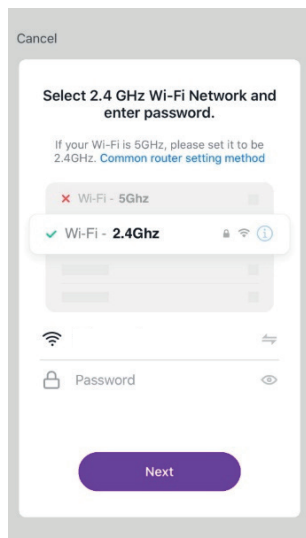 Cancel
Select 2.4 GHz Wi-Fi Network and
enter password.
If your Wi-Fi is 5GHz, please set it to be
2.4GHz. Common router setting method
Wi-Fi - 5Ghz
Wi-Fi - 2.4Ghz
Password
Next